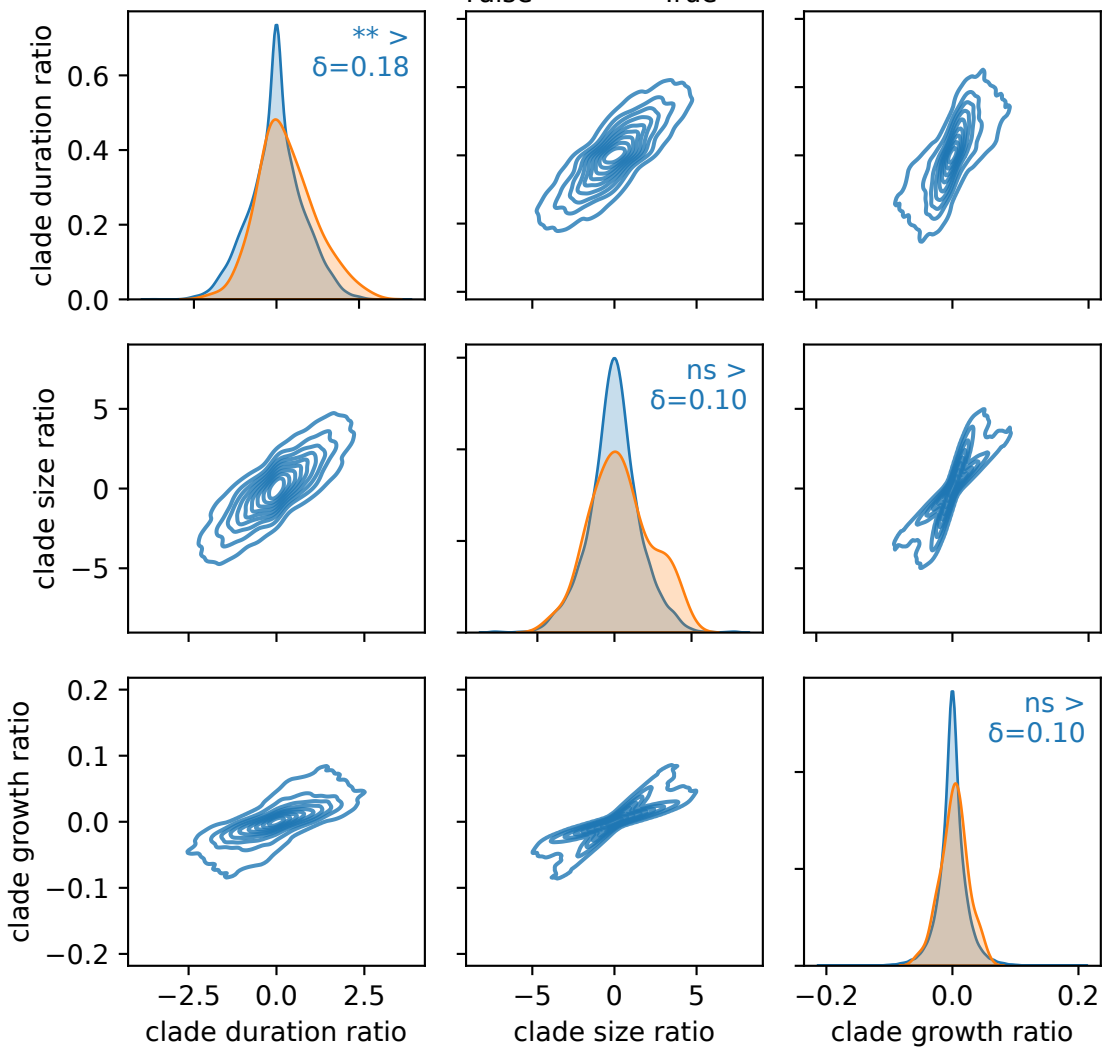 clade duration ratio
0.6
0.4
0.2
0.0
** >
δ=0.18
clade size ratio
5
0
−5
ns >
δ=0.10
clade growth ratio
0.2
0.1
0.0
−0.1
−0.2
ns >
δ=0.10
−2.5 0.0 2.5
−5 0 5
−0.2 0.0 0.2
clade duration ratio
clade size ratio
clade growth ratio